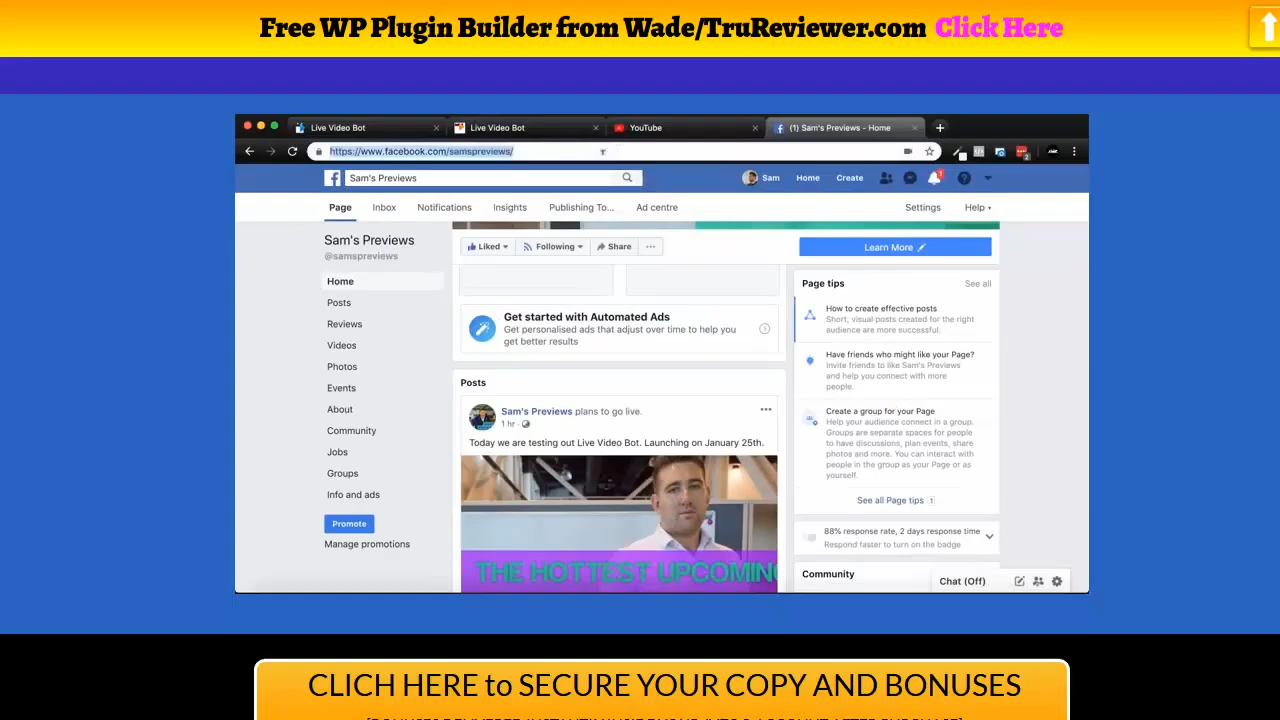 Free WP Plugin Builder from Wade/TruReviewer.com Click Here
Live Video Bot
Live Video Bot
YouTube
(1) Sam's Previews - Home
https://www.facebook.com/samspreviews/
Sam's Previews
Sam
Home
Create
1
2
Page
Inbox
Notifications
Insights
Publishing To...
Ad centre
Settings
Help
Sam's Previews
@samspreviews
Home
Posts
Reviews
Videos
Photos
Events
About
Community
Jobs
Groups
Info and ads
Promote
Manage promotions
Liked
Following
Share
Learn More
Get started with Automated Ads
Get personalised ads that adjust over time to help you
get better results
Posts
Sam's Previews plans to go live.
1 hr
Today we are testing out Live Video Bot. Launching on January 25th.
THE HOTTEST UPCOMING
Page tips
See all
How to create effective posts
Short, visual posts created for the right
audience are more successful.
Have friends who might like your Page?
Invite friends to like Sam's Previews
and help you connect with more
people.
Create a group for your Page
Help your audience connect in a group.
Groups are separate spaces for people
to have discussions, plan events, share
photos and more. You can interact with
people in the group as your Page or as
yourself.
See all Page tips 1
88% response rate, 2 days response time
Respond faster to turn on the badge
Community
Chat (Off)
CLICH HERE to SECURE YOUR COPY AND BONUSES